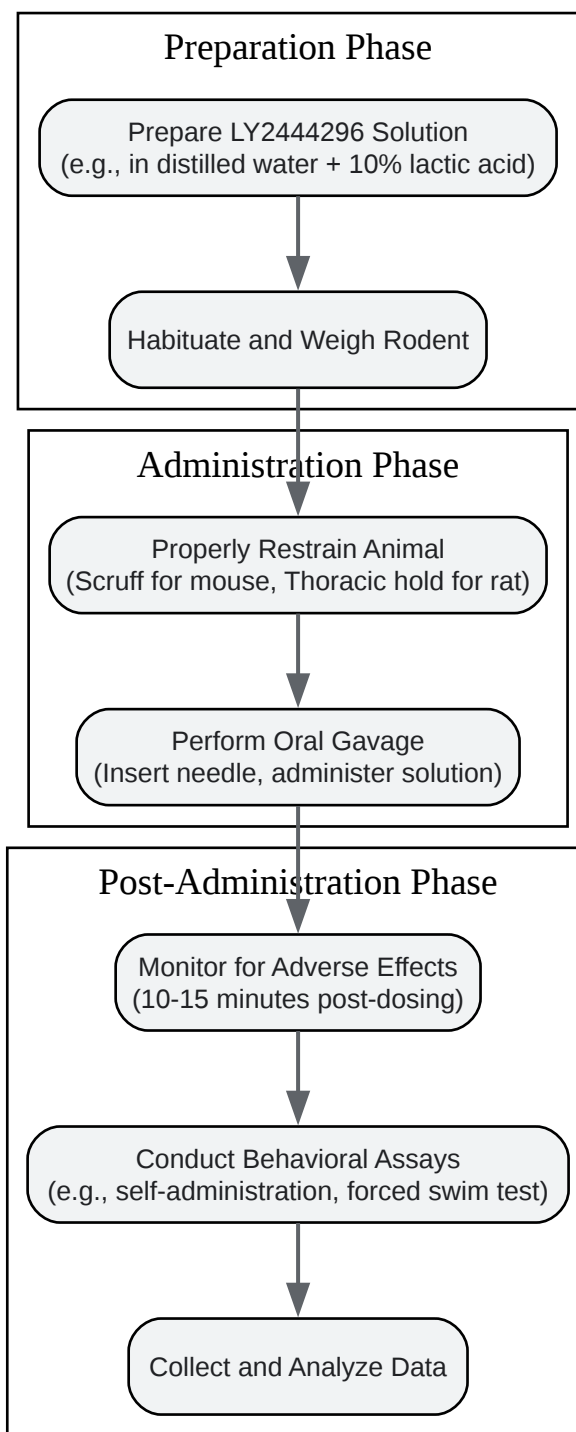 Preparation Phase
Prepare LY2444296 Solution
(e.g., in distilled water + 10% lactic acid)
Habituate and Weigh Rodent
Administration Phase
Properly Restrain Animal
(Scruff for mouse, Thoracic hold for rat)
Perform Oral Gavage
(Insert needle, administer solution)
Post-Administration Phase
Monitor for Adverse Effects
(10-15 minutes post-dosing)
Conduct Behavioral Assays
(e.g., self-administration, forced swim test)
Collect and Analyze Data